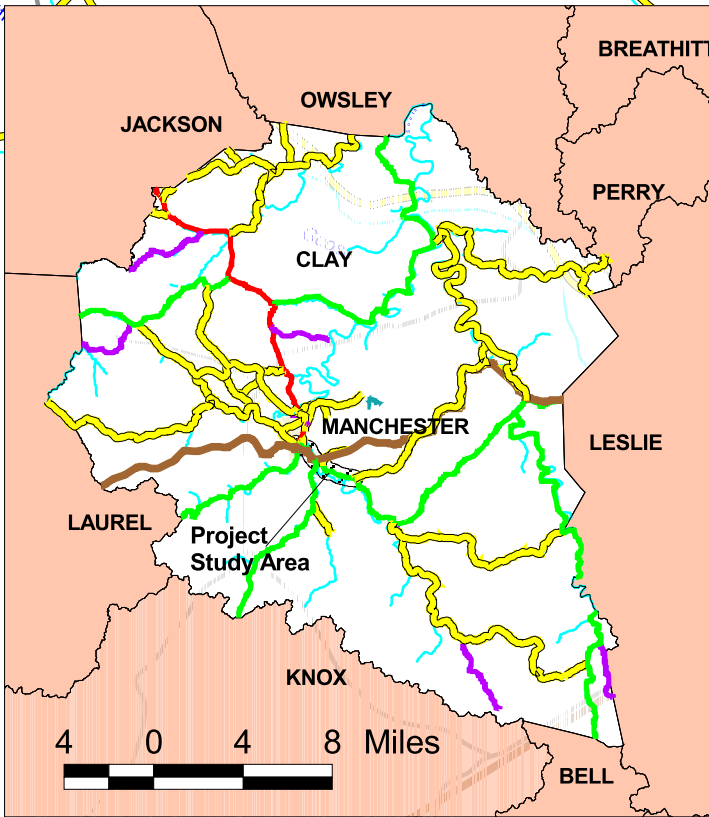 BREATHITT
OWSLEY
JACKSON
PERRY
CLAY
MANCHESTER
LESLIE
LAUREL
Project
Study Area
KNOX
4 0 4 8 Miles
BELL